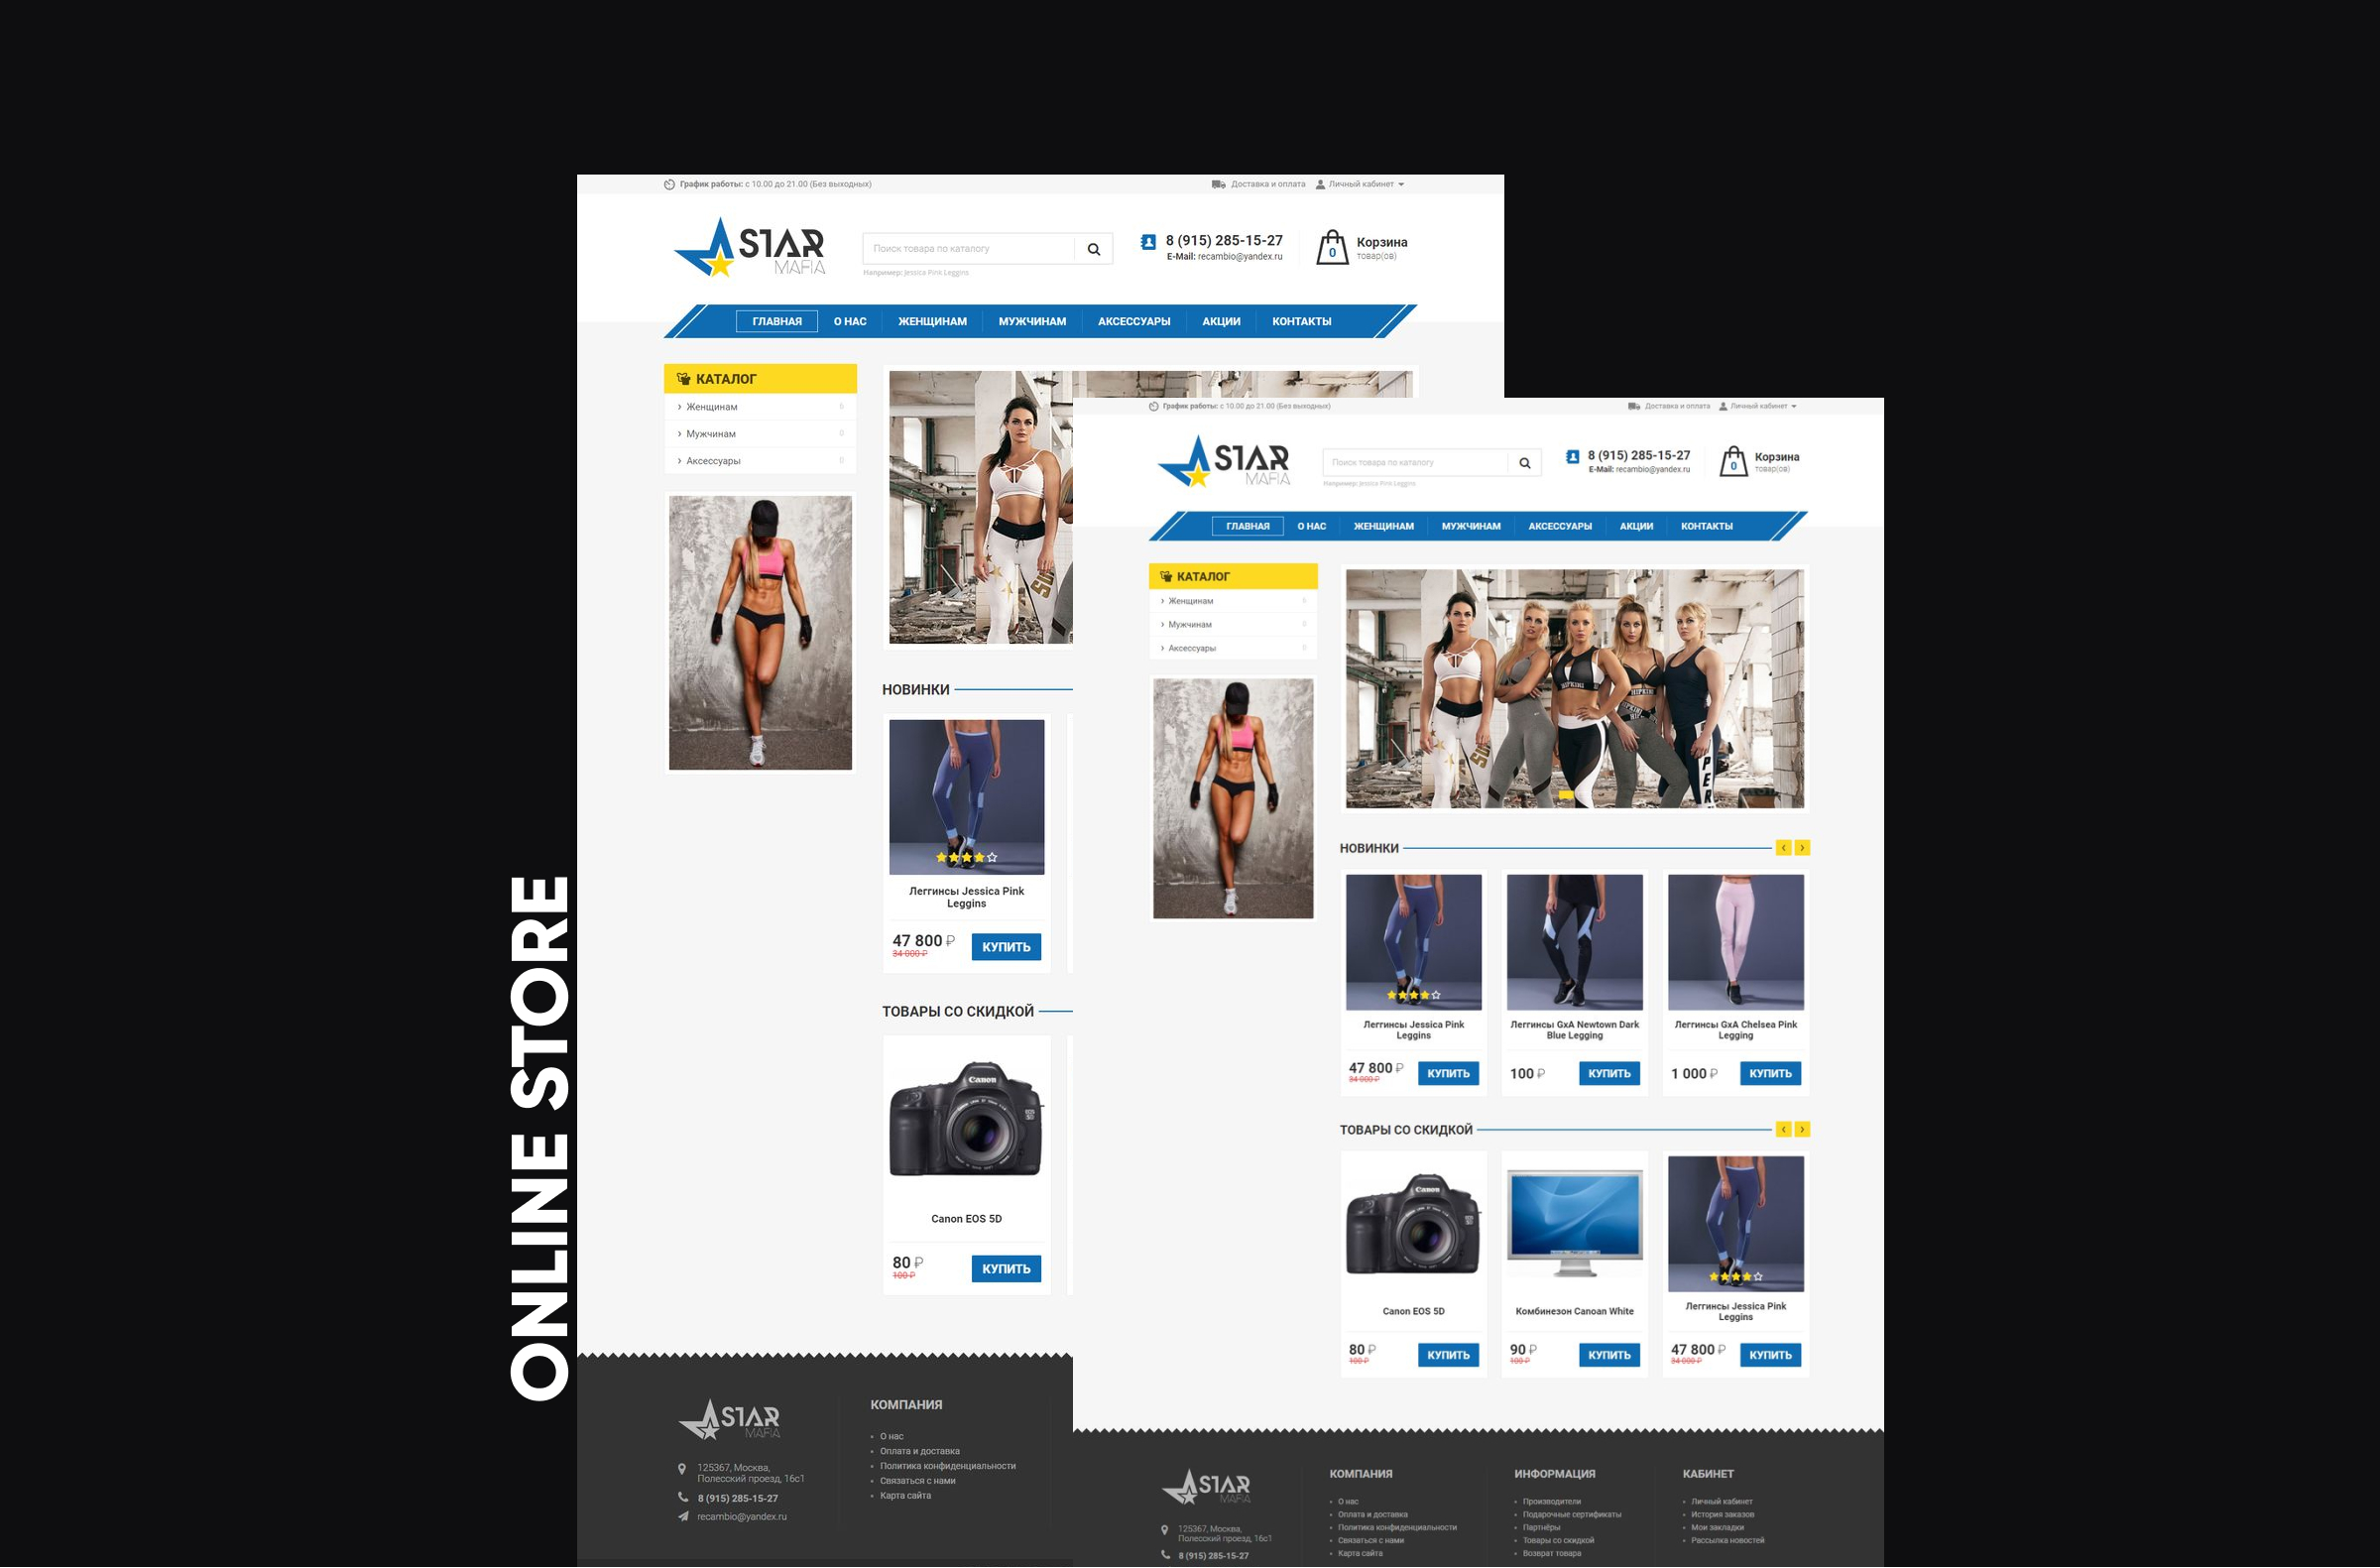 ONLINE STORE
График работы: с 10.00 до 21.00 (Без выходных)
Доставка и оплата
Личный кабинет
STAR
MAFIA
Поиск товара по каталогу
Например: Jessica Pink Leggins
8 (915) 285-15-27
E-Mail: recambio@yandex.ru
0
Корзина
товар(ов)
ГЛАВНАЯ
О НАС
ЖЕНЩИНАМ
МУЖЧИНАМ
АКСЕССУАРЫ
АКЦИИ
КОНТАКТЫ
КАТАЛОГ
Женщинам 6
Мужчинам 0
Аксессуары 0
НОВИНКИ
Леггинсы Jessica Pink
Leggins
47 800 ₽
34 000 ₽
КУПИТЬ
ТОВАРЫ СО СКИДКОЙ
Canon
Canon EOS 5D
80 ₽
100 ₽
КУПИТЬ
STAR
MAFIA
125367, Москва,
Полесский проезд, 16с1
8 (915) 285-15-27
recambio@yandex.ru
КОМПАНИЯ
О нас
Оплата и доставка
Политика конфиденциальности
Связаться с нами
Карта сайта
График работы: с 10.00 до 21.00 (Без выходных)
Доставка и оплата
Личный кабинет
STAR
MAFIA
Поиск товара по каталогу
Например: Jessica Pink Leggins
8 (915) 285-15-27
E-Mail: recambio@yandex.ru
0
Корзина
товар(ов)
ГЛАВНАЯ
О НАС
ЖЕНЩИНАМ
МУЖЧИНАМ
АКСЕССУАРЫ
АКЦИИ
КОНТАКТЫ
КАТАЛОГ
Женщинам 6
Мужчинам 0
Аксессуары 0
HIPKINI
HIPKINI
НОВИНКИ
Леггинсы Jessica Pink
Leggins
47 800 ₽
34 000 ₽
КУПИТЬ
Леггинсы GxA Newtown Dark
Blue Legging
100 ₽
КУПИТЬ
Леггинсы GxA Chelsea Pink
Legging
1 000 ₽
КУПИТЬ
ТОВАРЫ СО СКИДКОЙ
Canon
Canon EOS 5D
80 ₽
100 ₽
КУПИТЬ
Комбинезон Canoan White
90 ₽
100 ₽
КУПИТЬ
Леггинсы Jessica Pink
Leggins
47 800 ₽
34 000 ₽
КУПИТЬ
STAR
MAFIA
125367, Москва,
Полесский проезд, 16с1
8 (915) 285-15-27
КОМПАНИЯ
О нас
Оплата и доставка
Политика конфиденциальности
Связаться с нами
Карта сайта
ИНФОРМАЦИЯ
Производители
Подарочные сертификаты
Партнёры
Товары со скидкой
Возврат товара
КАБИНЕТ
Личный кабинет
История заказов
Мои закладки
Рассылка новостей